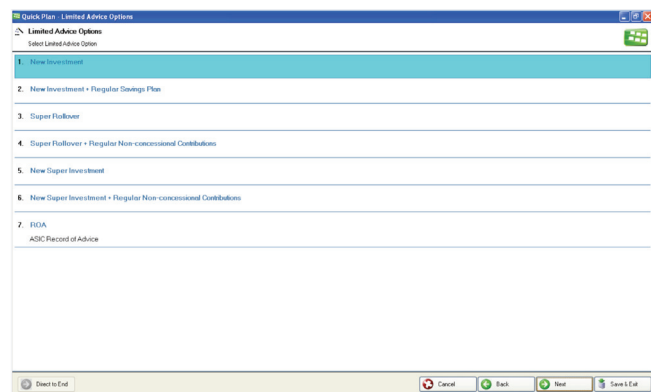 Quick Plan - Limited Advice Options
Limited Advice Options
Select Limited Advice Option
1. New Investment
2. New Investment + Regular Savings Plan
3. Super Rollover
4. Super Rollover + Regular Non-concessional Contributions
5. New Super Investment
6. New Super Investment + Regular Non-concessional Contributions
7. ROA
ASIC Record of Advice
Direct to End Cancel Back Next Save & Exit